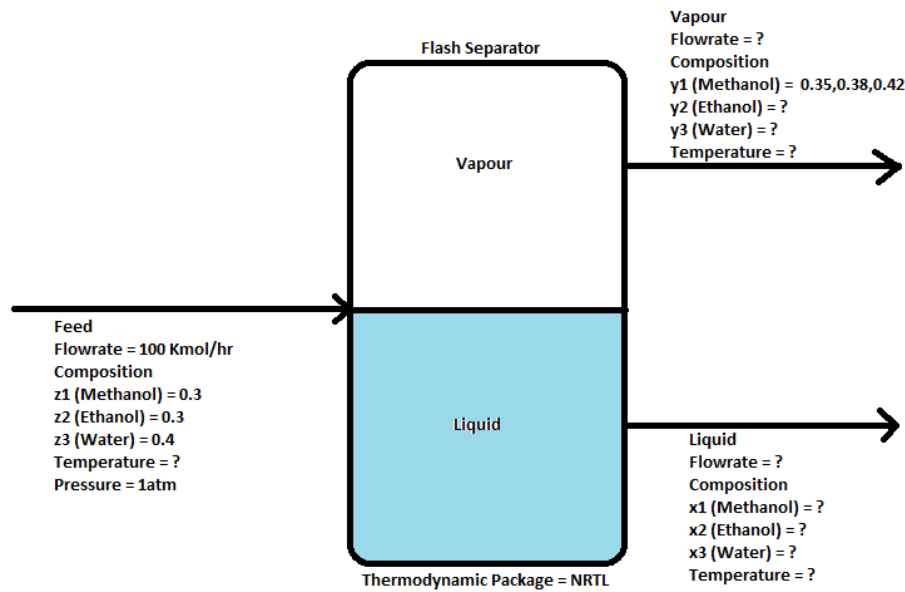 Flash Separator
Vapour
Flowrate = ?
Composition
y1 (Methanol) = 0.35,0.38,0.42
y2 (Ethanol) = ?
y3 (Water) = ?
Temperature = ?
Vapour
Feed
Flowrate = 100 Kmol/hr
Composition
z1 (Methanol) = 0.3
z2 (Ethanol) = 0.3
z3 (Water) = 0.4
Temperature = ?
Pressure = 1atm
Liquid
Liquid
Flowrate = ?
Composition
x1 (Methanol) = ?
x2 (Ethanol) = ?
x3 (Water) = ?
Temperature = ?
Thermodynamic Package = NRTL